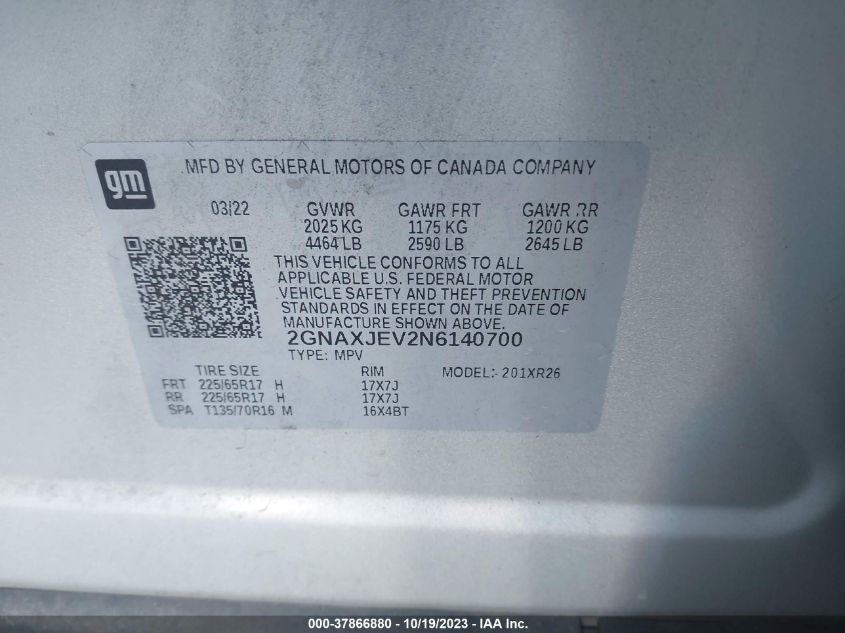 gm
MFD BY GENERAL MOTORS OF CANADA COMPANY
03/22 GVWR GAWR FRT GAWR RR
2025 KG 1175 KG 1200 KG
4464 LB 2590 LB 2645 LB
THIS VEHICLE CONFORMS TO ALL
APPLICABLE U.S. FEDERAL MOTOR
VEHICLE SAFETY AND THEFT PREVENTION
STANDARDS IN EFFECT ON THE DATE OF
MANUFACTURE SHOWN ABOVE.
2GNAXJEV2N6140700
TYPE: MPV
TIRE SIZE RIM MODEL: 201XR26
FRT 225/65R17 H 17X7J
RR 225/65R17 H 17X7J
SPA T135/70R16 M 16X4BT
000-37866880 - 10/19/2023 - IAA Inc.